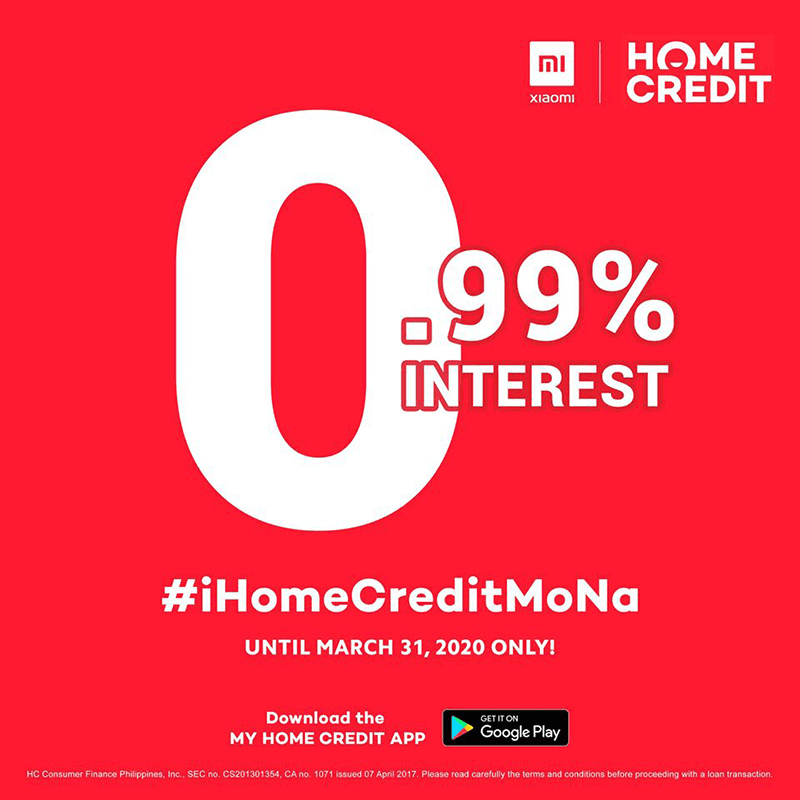 mi
xiaomi
HOME
CREDIT
0.99%
INTEREST
#iHomeCreditMoNa
UNTIL MARCH 31, 2020 ONLY!
Download the
MY HOME CREDIT APP
GET IT ON
Google Play
HC Consumer Finance Philippines, Inc., SEC no. CS201301354, CA no. 1071 issued 07 April 2017. Please read carefully the terms and conditions before proceeding with a loan transaction.